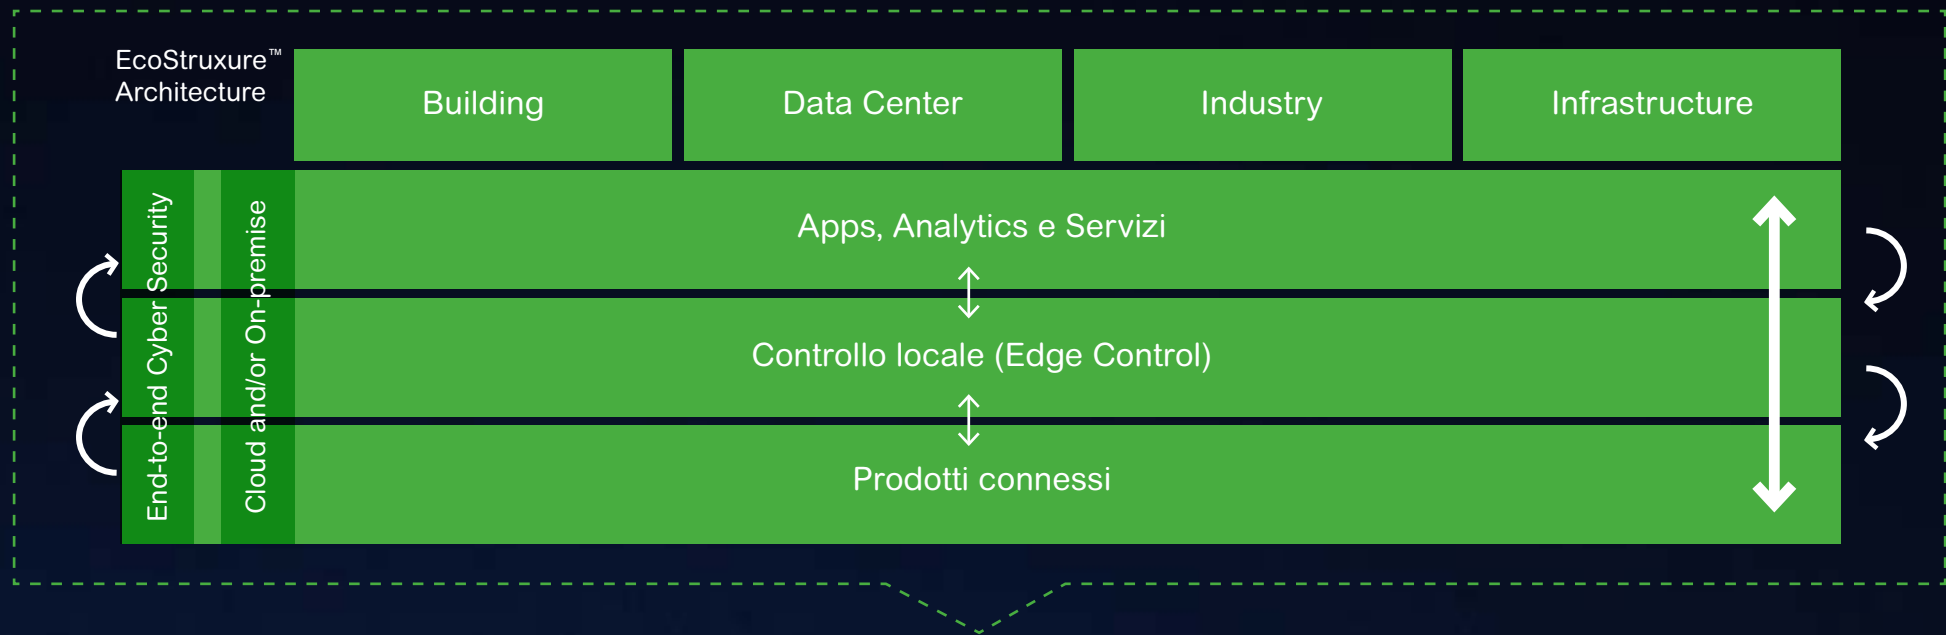 EcoStruxure™
Architecture
Building
Data Center
Industry
Infrastructure
End-to-end Cyber Security
Cloud and/or On-premise
Apps, Analytics e Servizi
Controllo locale (Edge Control)
Prodotti connessi